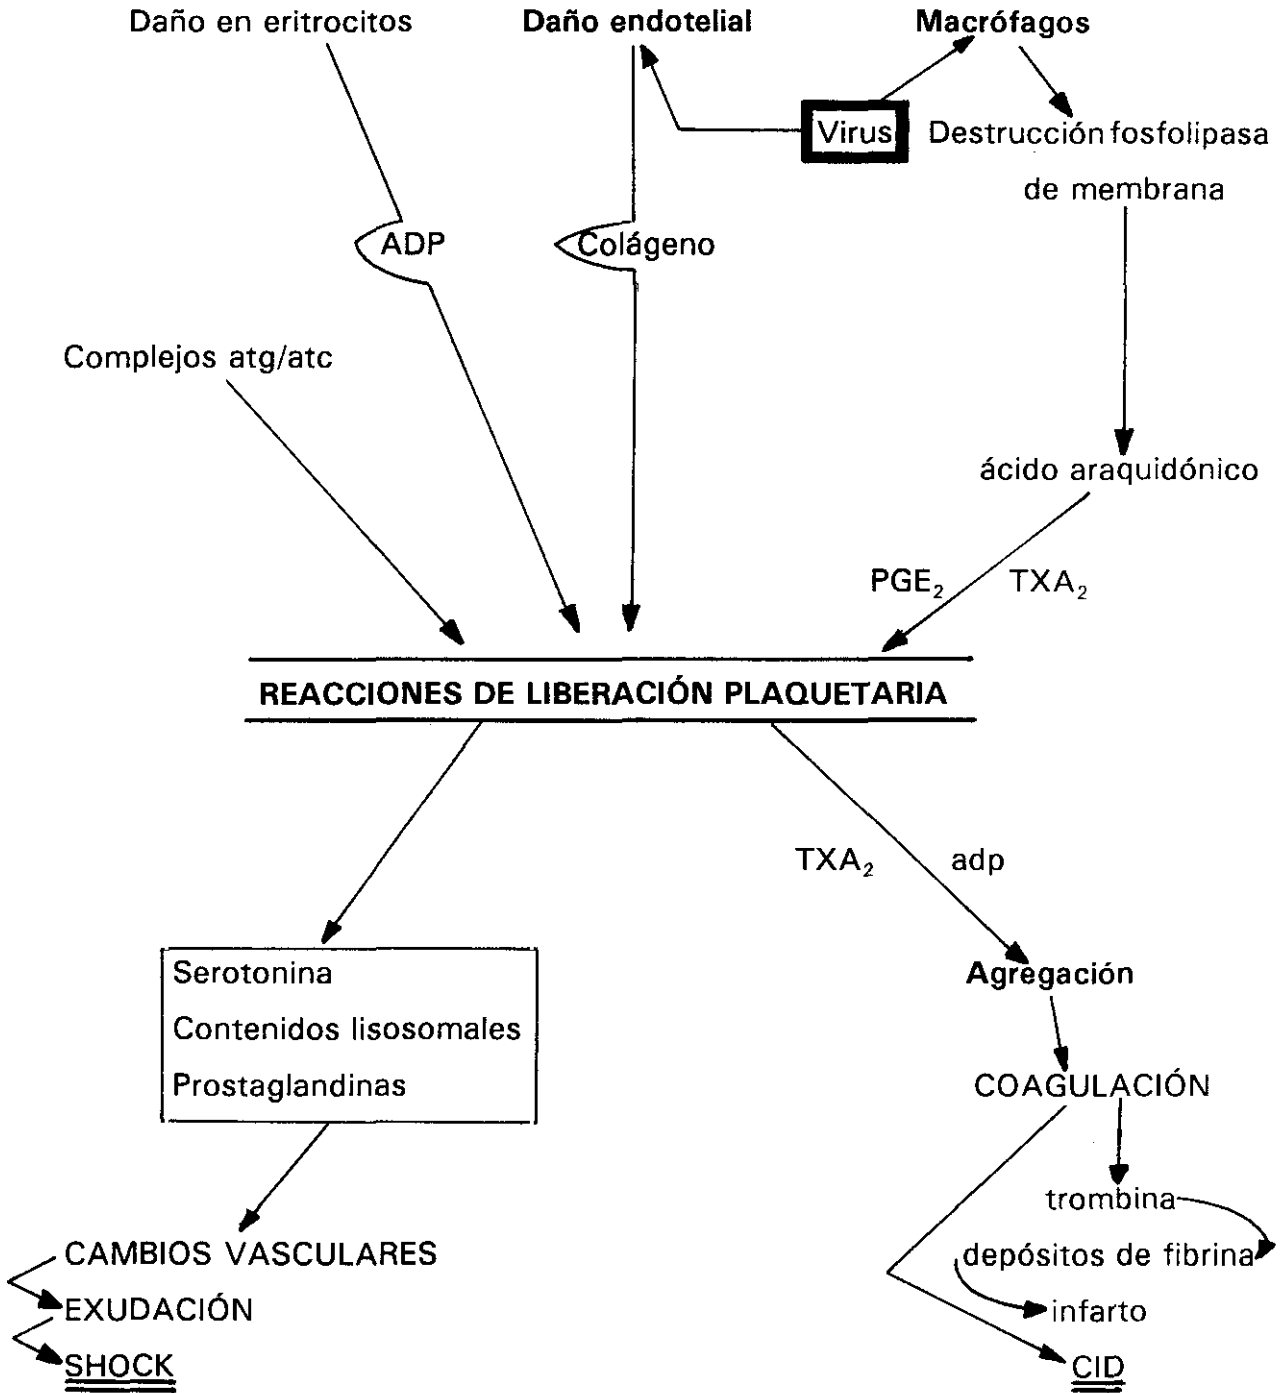 Daño en eritrocitos
Daño endotelial
Macrófagos
Virus
Destrucción fosfolipasa
de membrana
ADP
Colágeno
Complejos atg/atc
ácido araquidónico
PGE₂
TXA₂
REACCIONES DE LIBERACIÓN PLAQUETARIA
TXA₂
adp
Serotonina
Contenidos lisosomales
Prostaglandinas
Agregación
COAGULACIÓN
trombina
depósitos de fibrina
infarto
CID
CAMBIOS VASCULARES
EXUDACIÓN
SHOCK